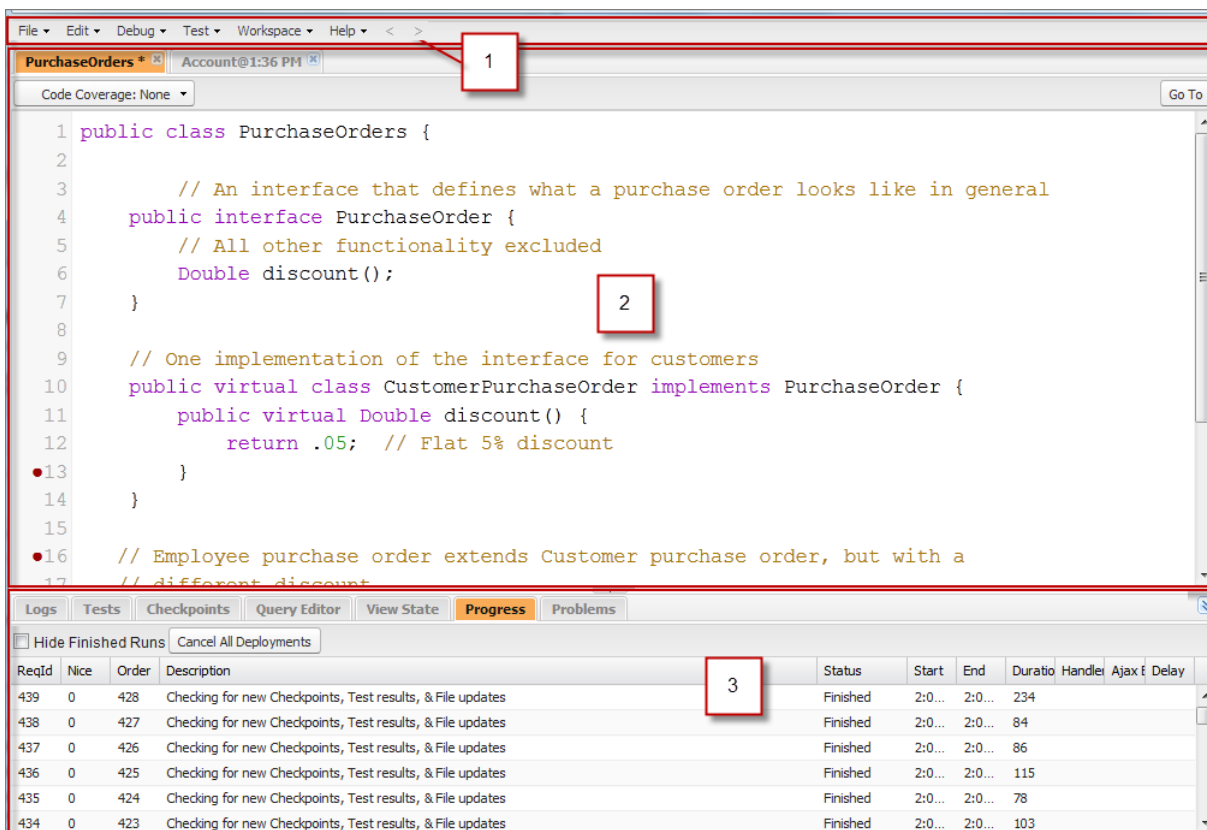 File Edit Debug Test Workspace Help < >
1
PurchaseOrders * Account@1:36 PM
Code Coverage: None Go To
1 public class PurchaseOrders {
2
3 // An interface that defines what a purchase order looks like in general
4 public interface PurchaseOrder {
5 // All other functionality excluded
6 Double discount();
7 }
2
8
9 // One implementation of the interface for customers
10 public virtual class CustomerPurchaseOrder implements PurchaseOrder {
11 public virtual Double discount() {
12 return .05; // Flat 5% discount
13 }
14 }
15
16 // Employee purchase order extends Customer purchase order, but with a
17 // different discount
Logs Tests Checkpoints Query Editor View State Progress Problems
Hide Finished Runs Cancel All Deployments
ReqId Nice Order Description Status Start End Duratio Handler Ajax Delay
3
439 0 428 Checking for new Checkpoints, Test results, & File updates Finished 2:0... 2:0... 234
438 0 427 Checking for new Checkpoints, Test results, & File updates Finished 2:0... 2:0... 84
437 0 426 Checking for new Checkpoints, Test results, & File updates Finished 2:0... 2:0... 86
436 0 425 Checking for new Checkpoints, Test results, & File updates Finished 2:0... 2:0... 115
435 0 424 Checking for new Checkpoints, Test results, & File updates Finished 2:0... 2:0... 78
434 0 423 Checking for new Checkpoints, Test results, & File updates Finished 2:0... 2:0... 103